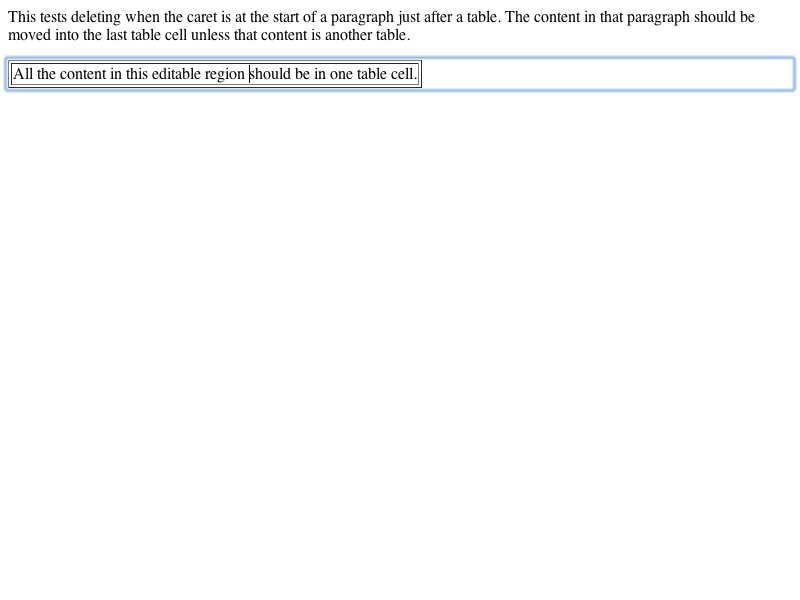 This tests deleting when the caret is at the start of a paragraph just after a table. The content in that paragraph should be
moved into the last table cell unless that content is another table.
All the content in this editable region should be in one table cell.